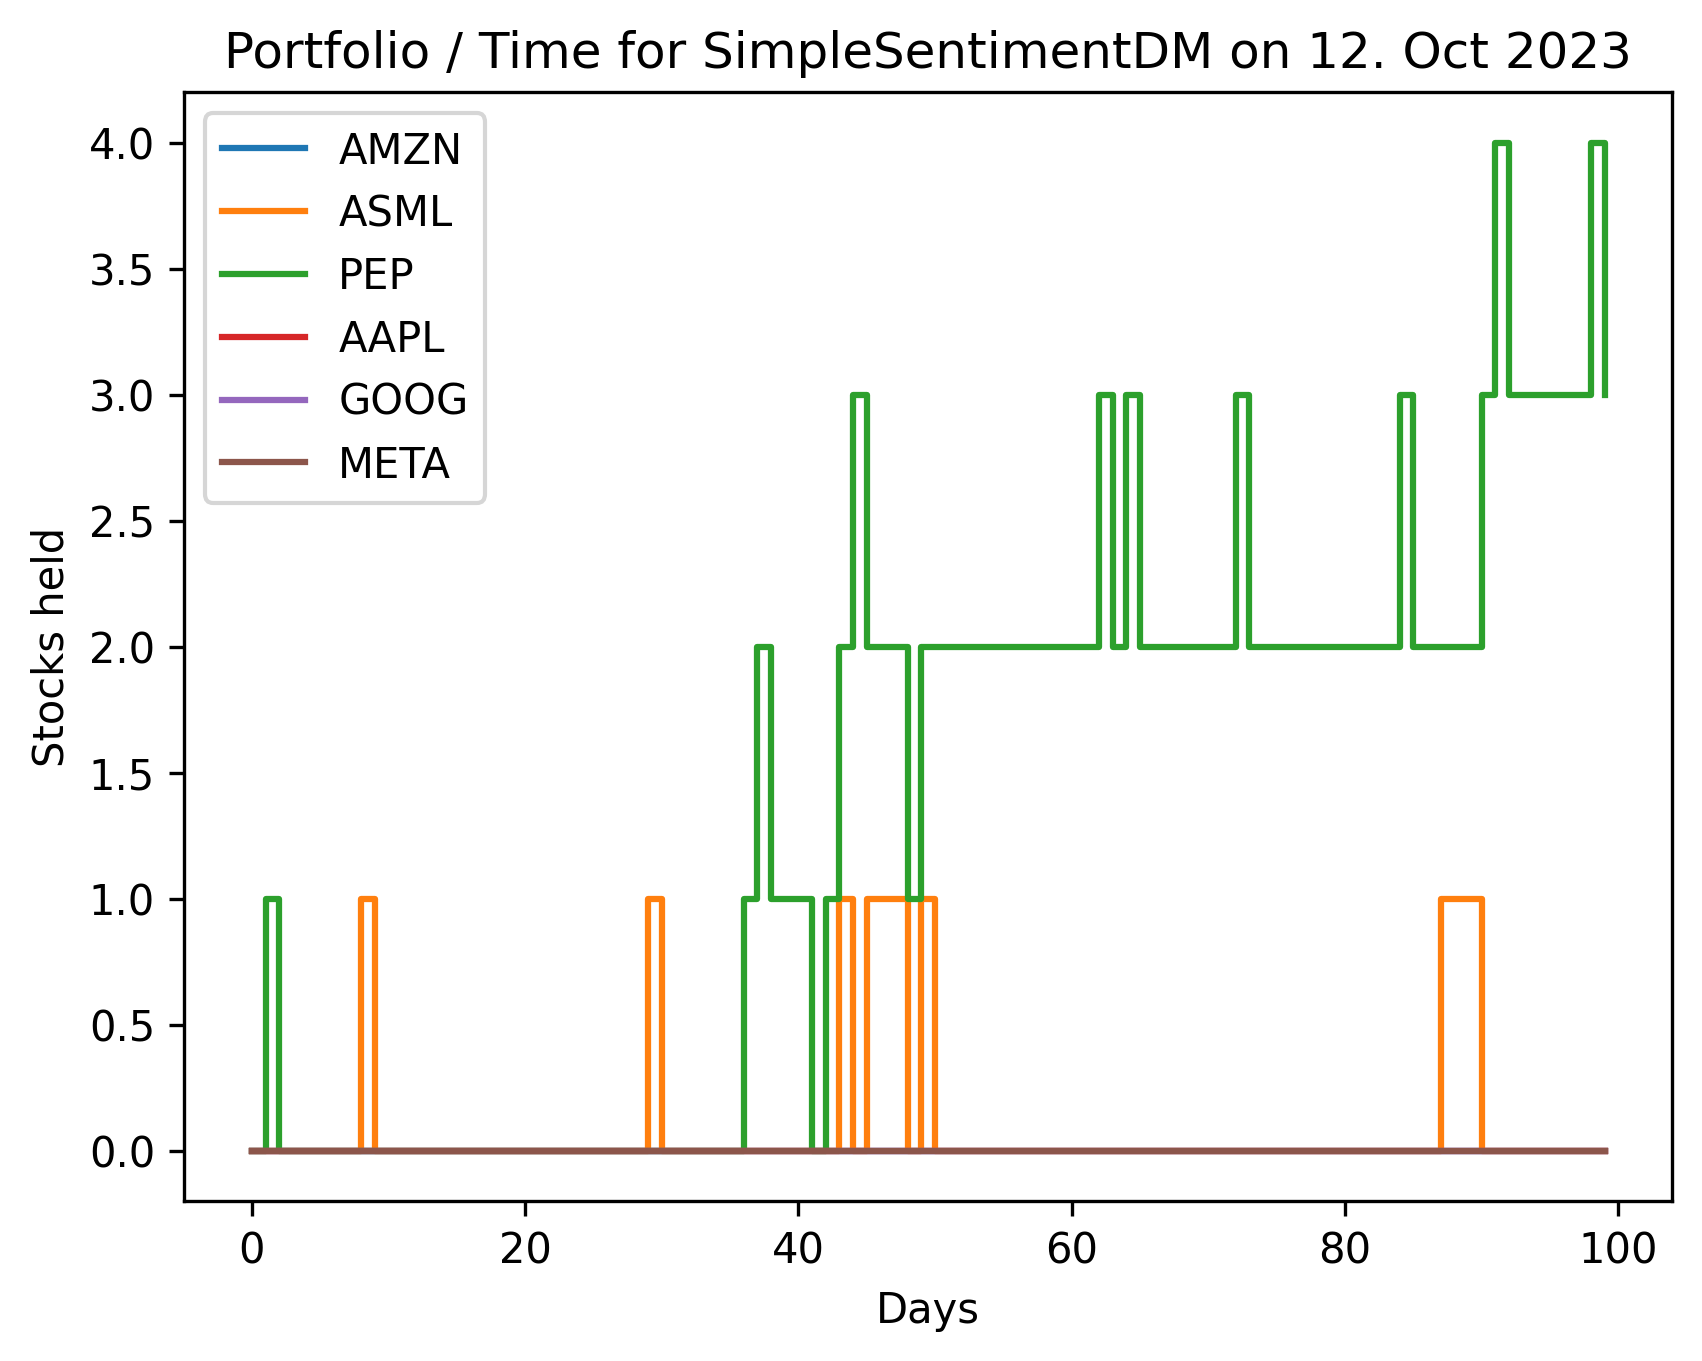 Portfolio / Time for SimpleSentimentDM on 12. Oct 2023
AMZN
ASML
PEP
AAPL
GOOG
META
4.0
3.5
3.0
2.5
2.0
1.5
1.0
0.5
0.0
Stocks held
0 20 40 60 80 100
Days